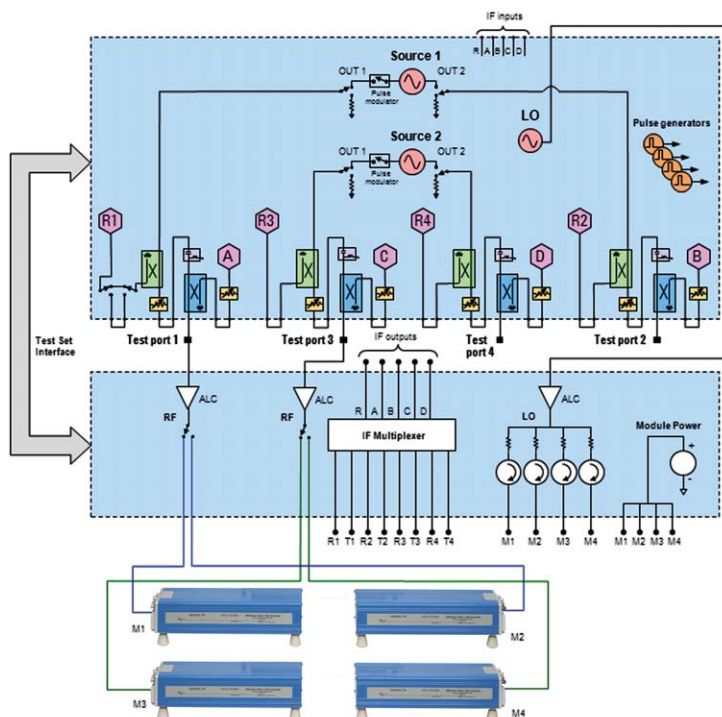 IF inputs
R A B C D
Source 1
OUT 1
OUT 2
Pulse
modulator
LO
Source 2
OUT 1
OUT 2
Pulse
modulator
Pulse generators
R1
R3
R4
R2
A
C
D
B
Test Set
Interface
Test port 1
Test port 3
Test
port 4
Test port 2
IF outputs
ALC
RF
ALC
RF
R A B C D
IF Multiplexer
ALC
LO
Module Power
+
-
R1 T1 R2 T2 R3 T3 R4 T4
M1 M2 M3 M4
M1 M2 M3 M4
M1
M2
M3
M4